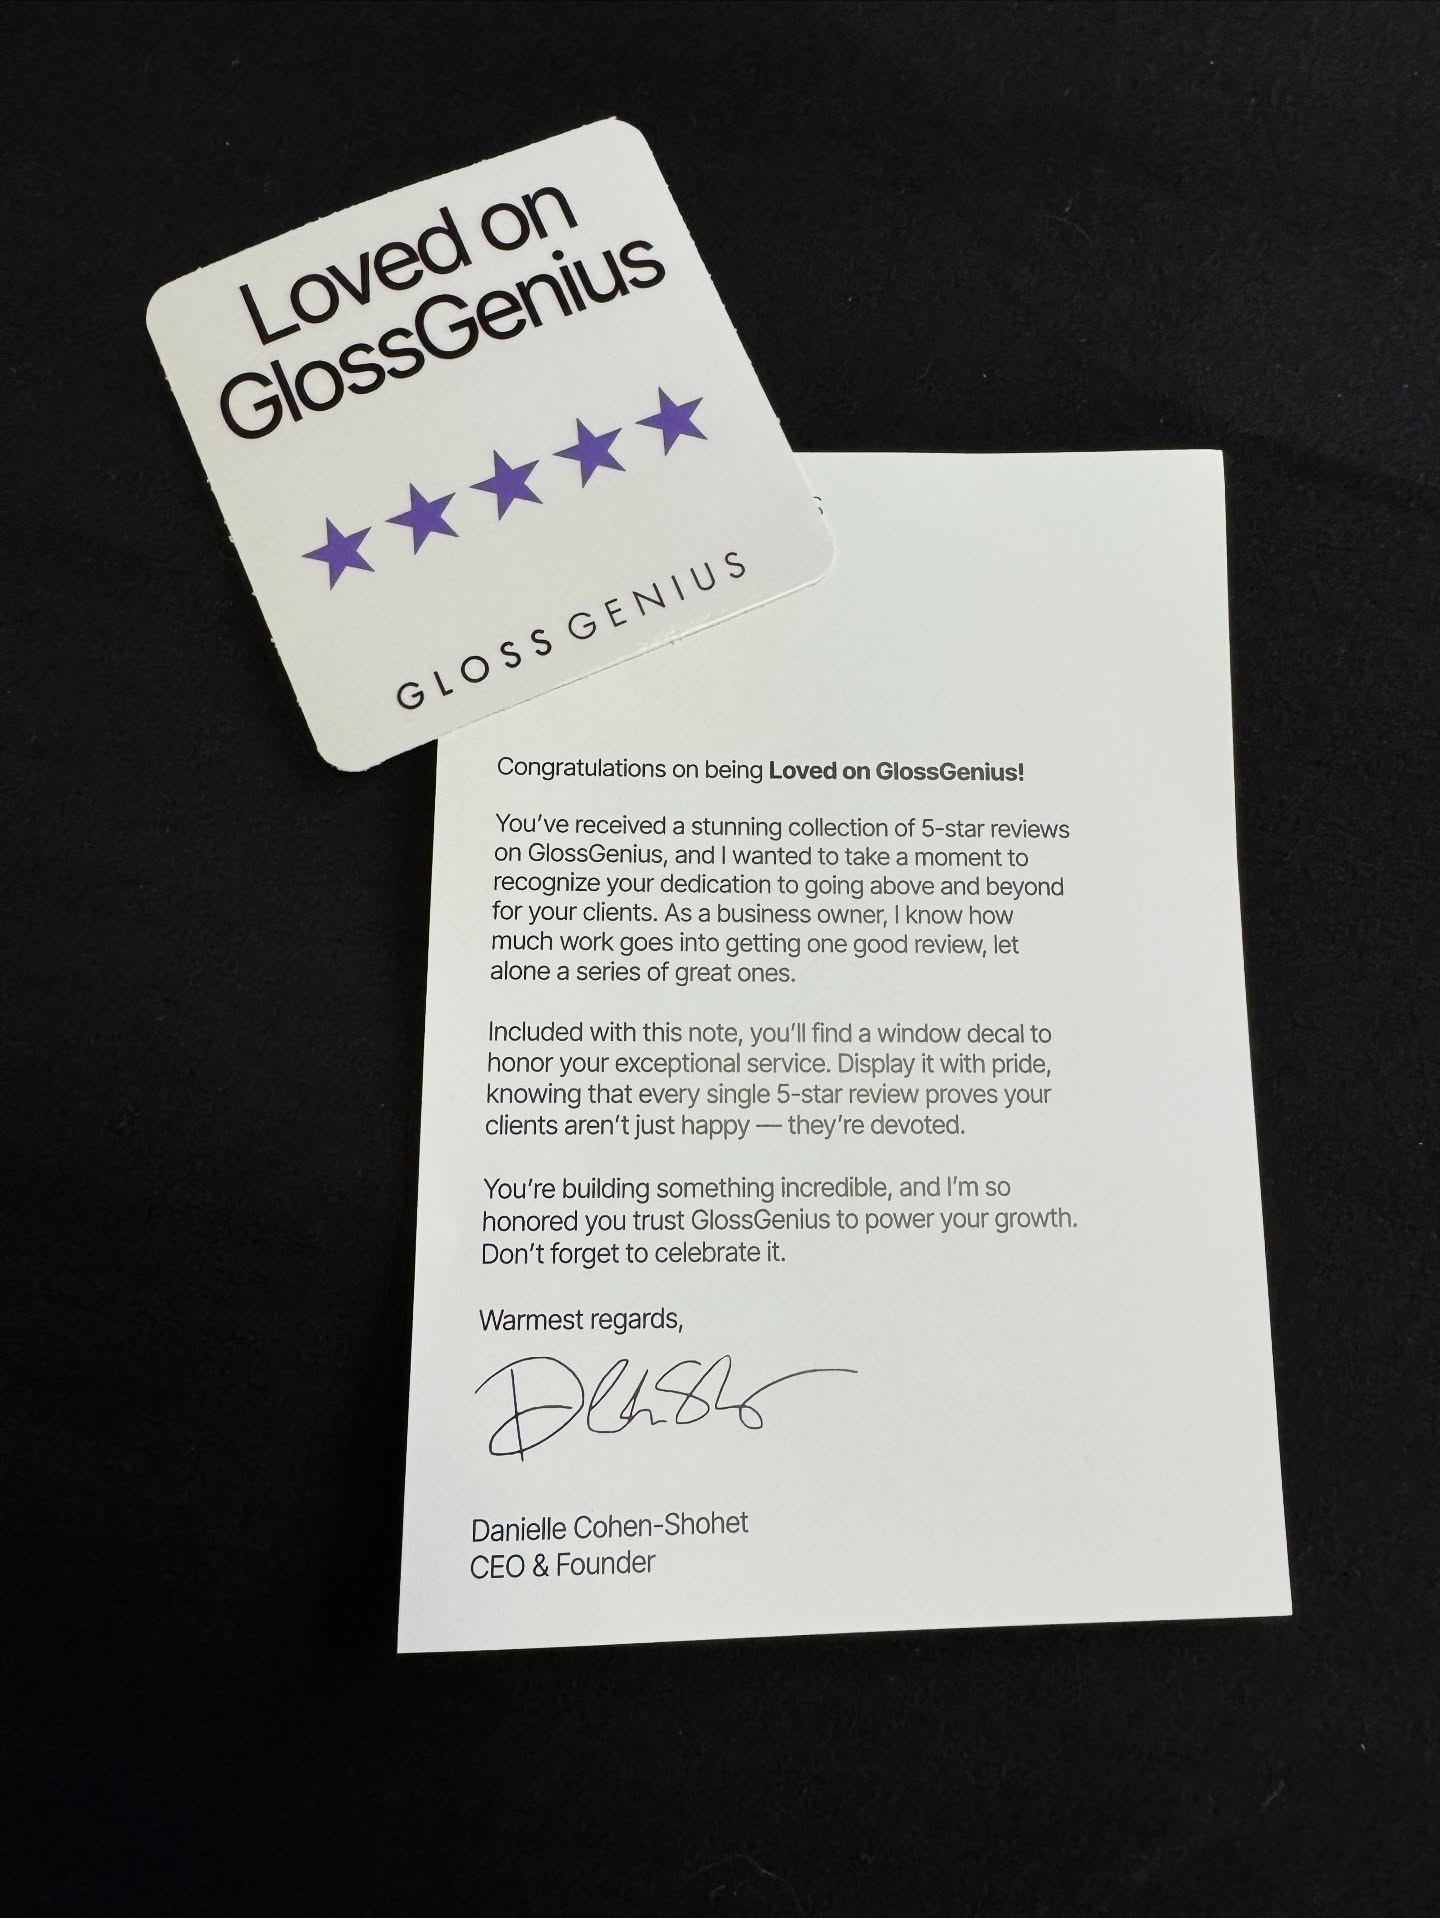 Loved on
GlossGenius
GLOSSGENIUS
S
Congratulations on being Loved on GlossGenius!
You've received a stunning collection of 5-star reviews
on GlossGenius, and I wanted to take a moment to
recognize your dedication to going above and beyond
for your clients. As a business owner, I know how
much work goes into getting one good review, let
alone a series of great ones.
Included with this note, you'll find a window decal to
honor your exceptional service. Display it with pride,
knowing that every single 5-star review proves your
clients aren't just happy — they're devoted.
You're building something incredible, and I'm so
honored you trust GlossGenius to power your growth.
Don't forget to celebrate it.
Warmest regards,
Danielle Cohen-Shohet
CEO & Founder